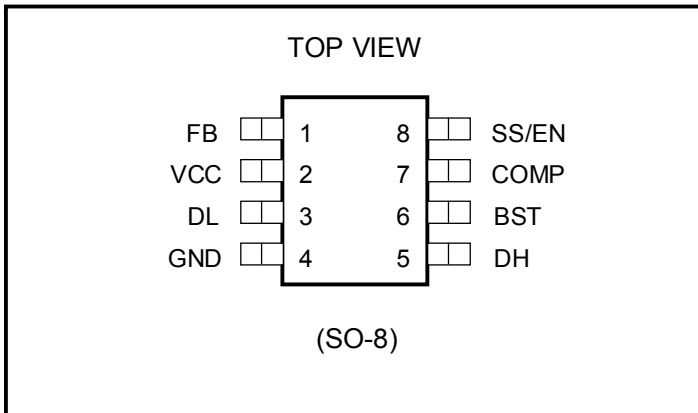 TOP VIEW
FB 1 8 SS/EN
VCC 2 7 COMP
DL 3 6 BST
GND 4 5 DH
(SO-8)